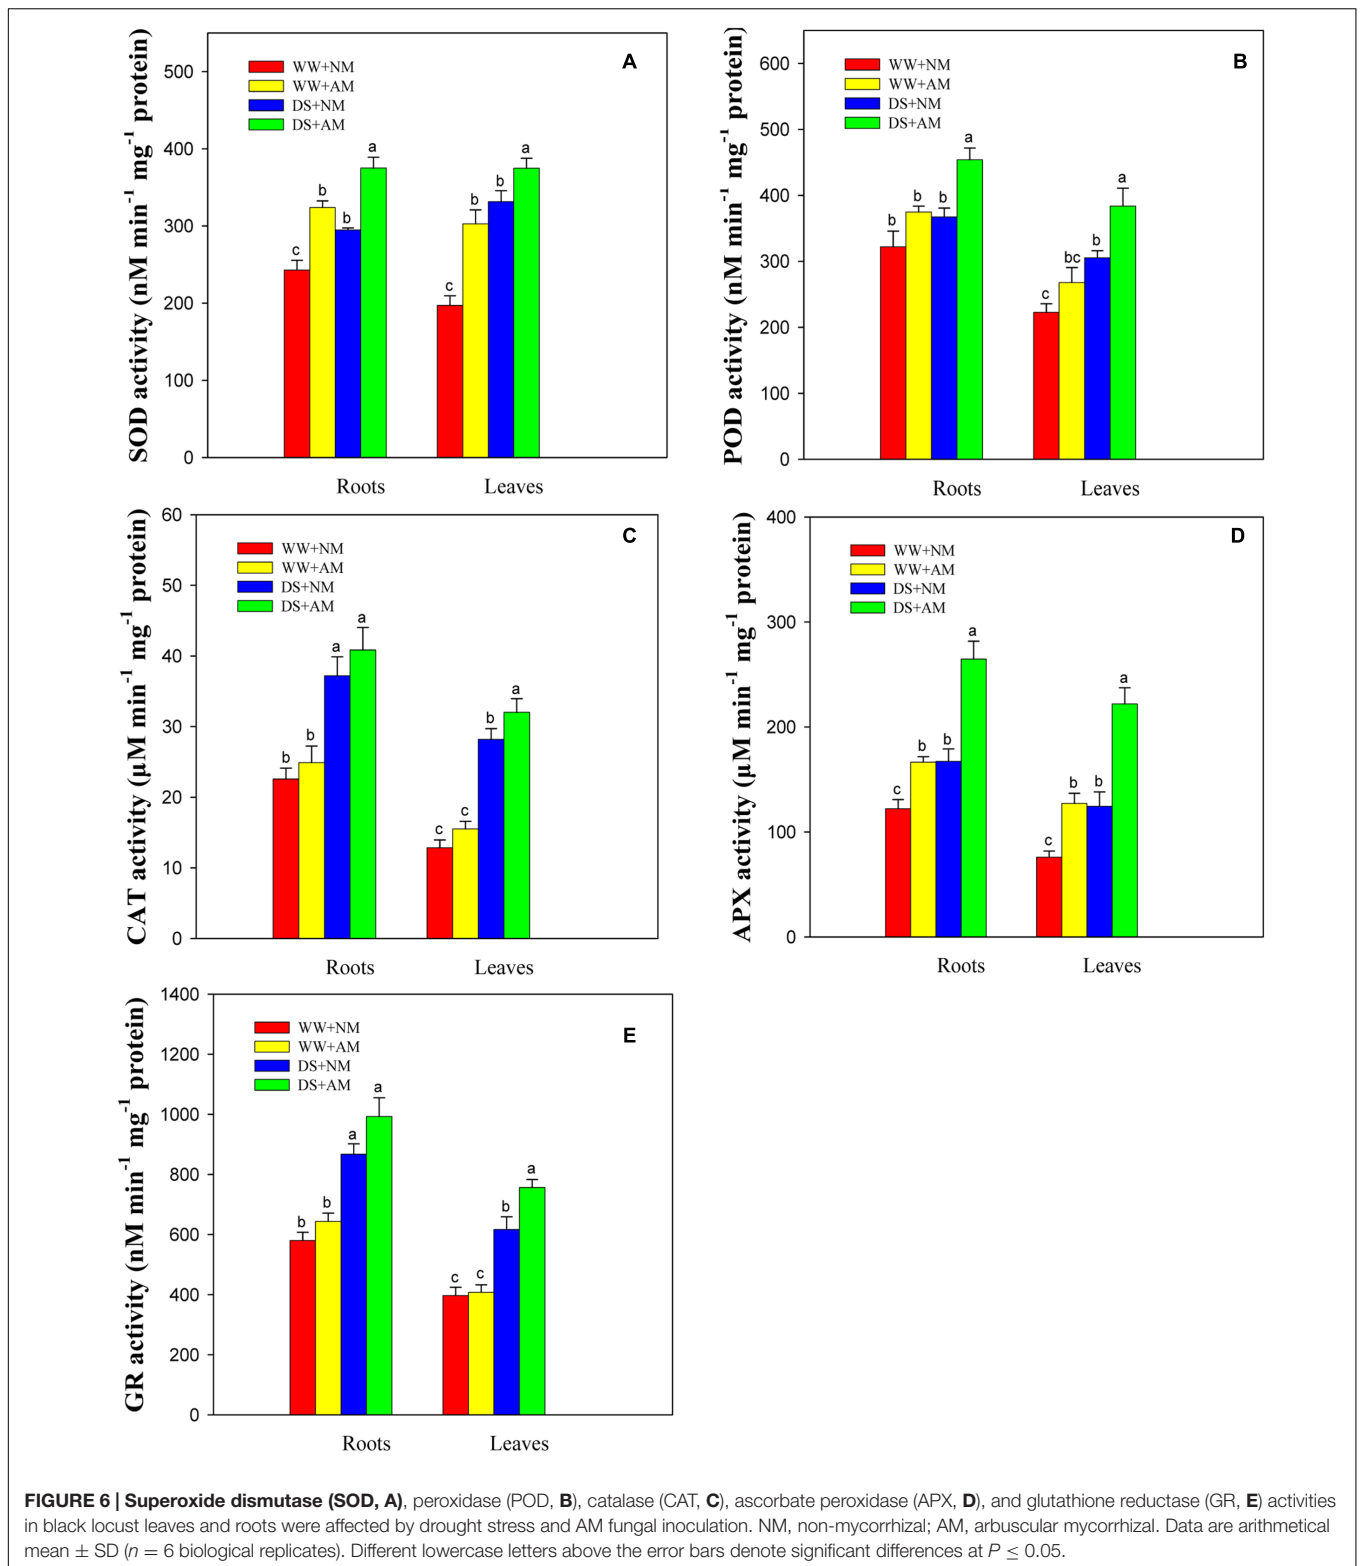 SOD activity (nM min-1 mg-1 protein)
A
500
400
300
200
100
0
WW+NM
WW+AM
DS+NM
DS+AM
c
b
b
a
c
b
b
a
Roots
Leaves
POD activity (nM min-1 mg-1 protein)
B
600
500
400
300
200
100
0
WW+NM
WW+AM
DS+NM
DS+AM
b
b
b
a
c
bc
b
a
Roots
Leaves
CAT activity (µM min-1 mg-1 protein)
C
60
50
40
30
20
10
0
WW+NM
WW+AM
DS+NM
DS+AM
b
b
a
a
c
c
b
a
Roots
Leaves
APX activity (µM min-1 mg-1 protein)
D
400
300
200
100
0
WW+NM
WW+AM
DS+NM
DS+AM
c
b
b
a
c
b
b
a
Roots
Leaves
GR activity (nM min-1 mg-1 protein)
E
1400
1200
1000
800
600
400
200
0
WW+NM
WW+AM
DS+NM
DS+AM
b
b
a
a
c
c
b
a
Roots
Leaves
FIGURE 6 | Superoxide dismutase (SOD, A), peroxidase (POD, B), catalase (CAT, C), ascorbate peroxidase (APX, D), and glutathione reductase (GR, E) activities
in black locust leaves and roots were affected by drought stress and AM fungal inoculation. NM, non-mycorrhizal; AM, arbuscular mycorrhizal. Data are arithmetical
mean ± SD (n = 6 biological replicates). Different lowercase letters above the error bars denote significant differences at P ≤ 0.05.